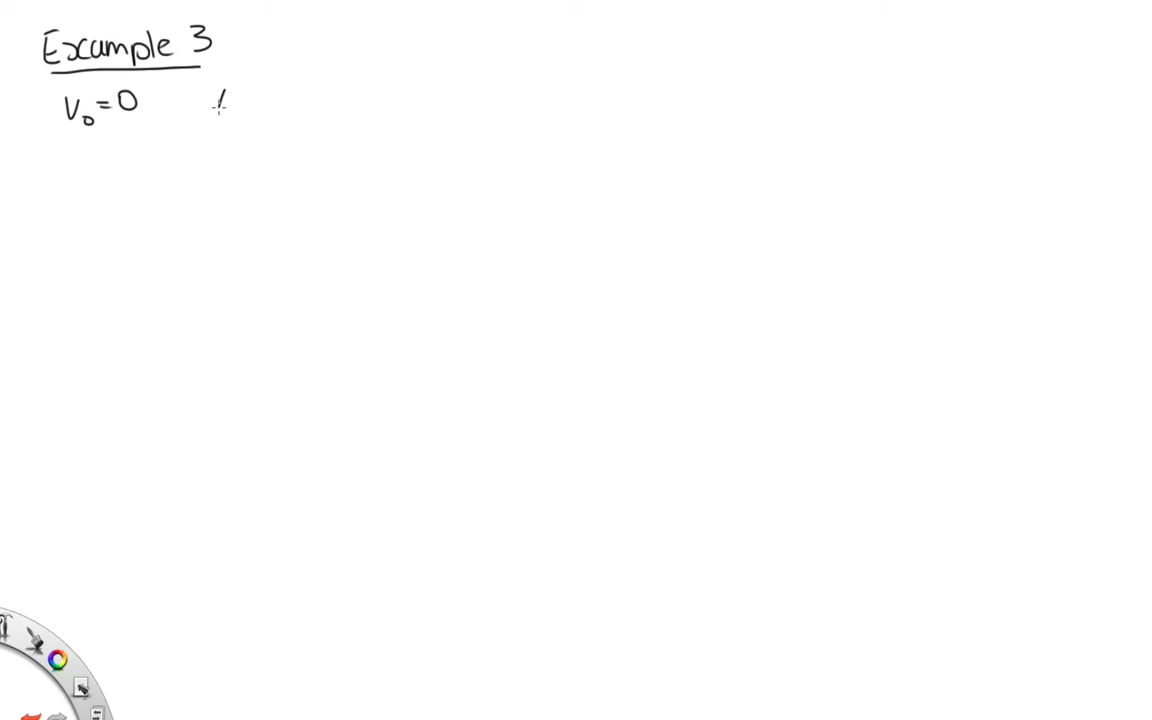 Example 3
V₀ = 0